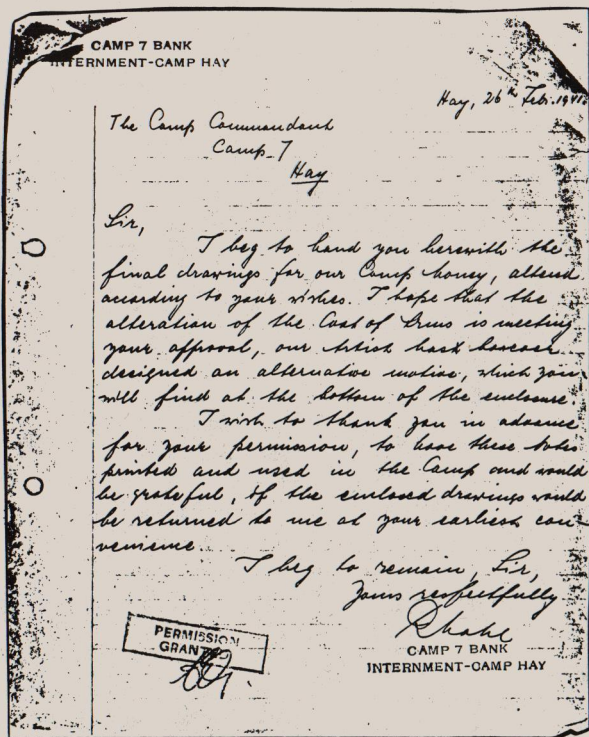 CAMP 7 BANK
INTERNMENT-CAMP HAY
Hay, 26th Feb. 1941.
The Camp Commandant
Camp 7
Hay
Sir,
I beg to hand you herewith the
final drawings for our Camp money, altered
according to your wishes. I hope that the
alteration of the Coat of Arms is meeting
your approval, our Artist has however
designed an alternative motive, which you
will find at the bottom of the enclosure.
I wish to thank you in advance
for your permission, to have these Notes
printed and used in the Camp and would
be grateful, if the enclosed drawings would
be returned to me at your earliest con-
venience
I beg to remain, Sir,
Yours respectfully
CAMP 7 BANK
INTERNMENT-CAMP HAY
PERMISSION
GRANTED